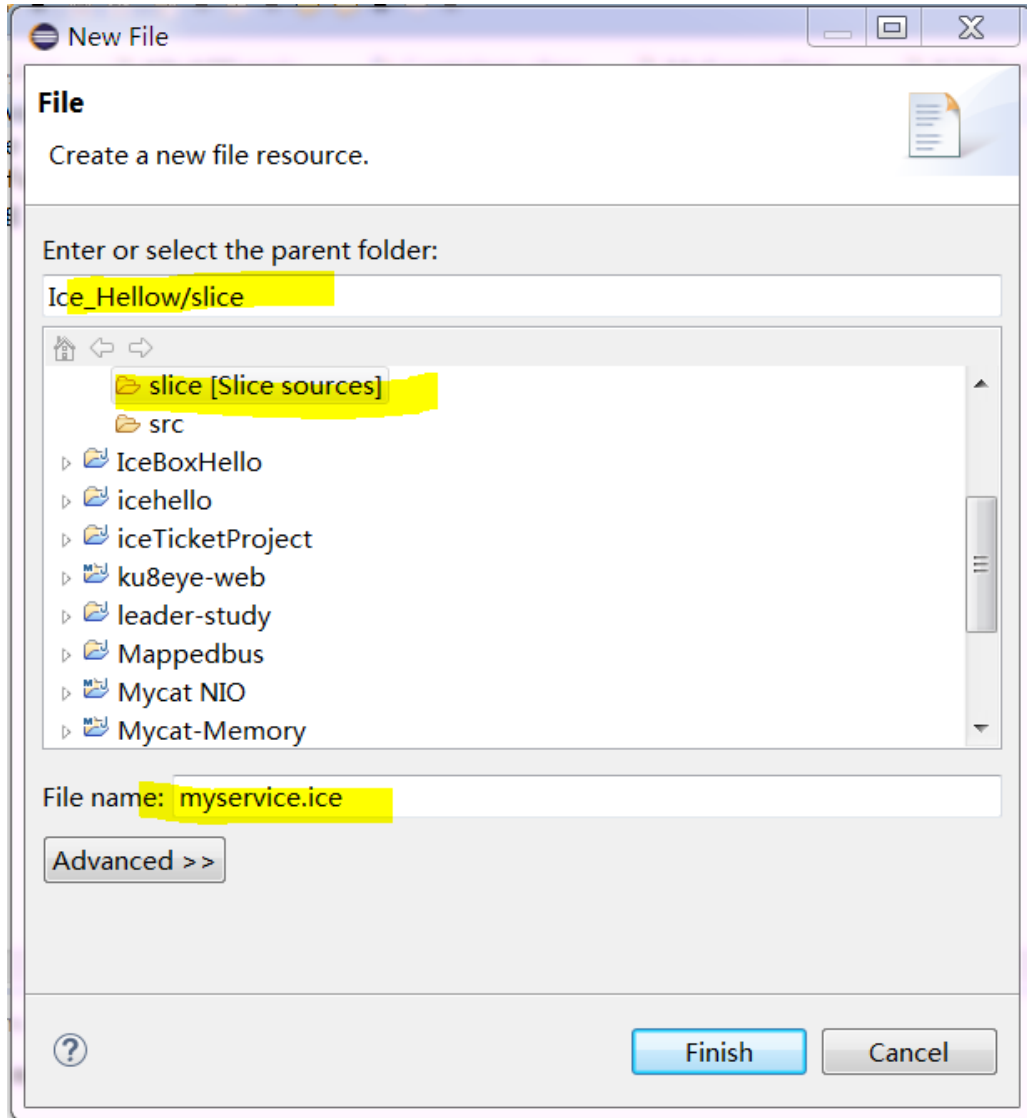 New File
File
Create a new file resource.
Enter or select the parent folder:
Ice_Hellow/slice
slice [Slice sources]
src
IceBoxHello
icehello
iceTicketProject
ku8eye-web
leader-study
Mappedbus
Mycat NIO
Mycat-Memory
File name: myservice.ice
Advanced >>
Finish Cancel